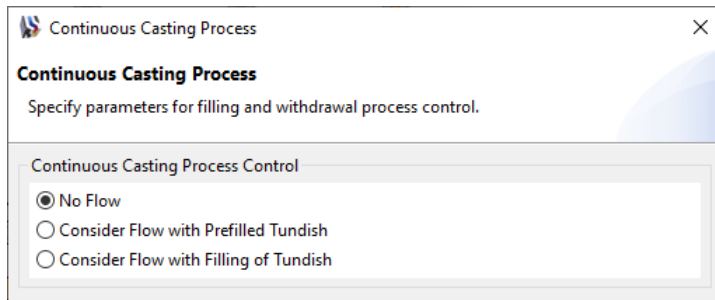 Continuous Casting Process
Continuous Casting Process
Specify parameters for filling and withdrawal process control.
Continuous Casting Process Control
No Flow
Consider Flow with Prefilled Tundish
Consider Flow with Filling of Tundish